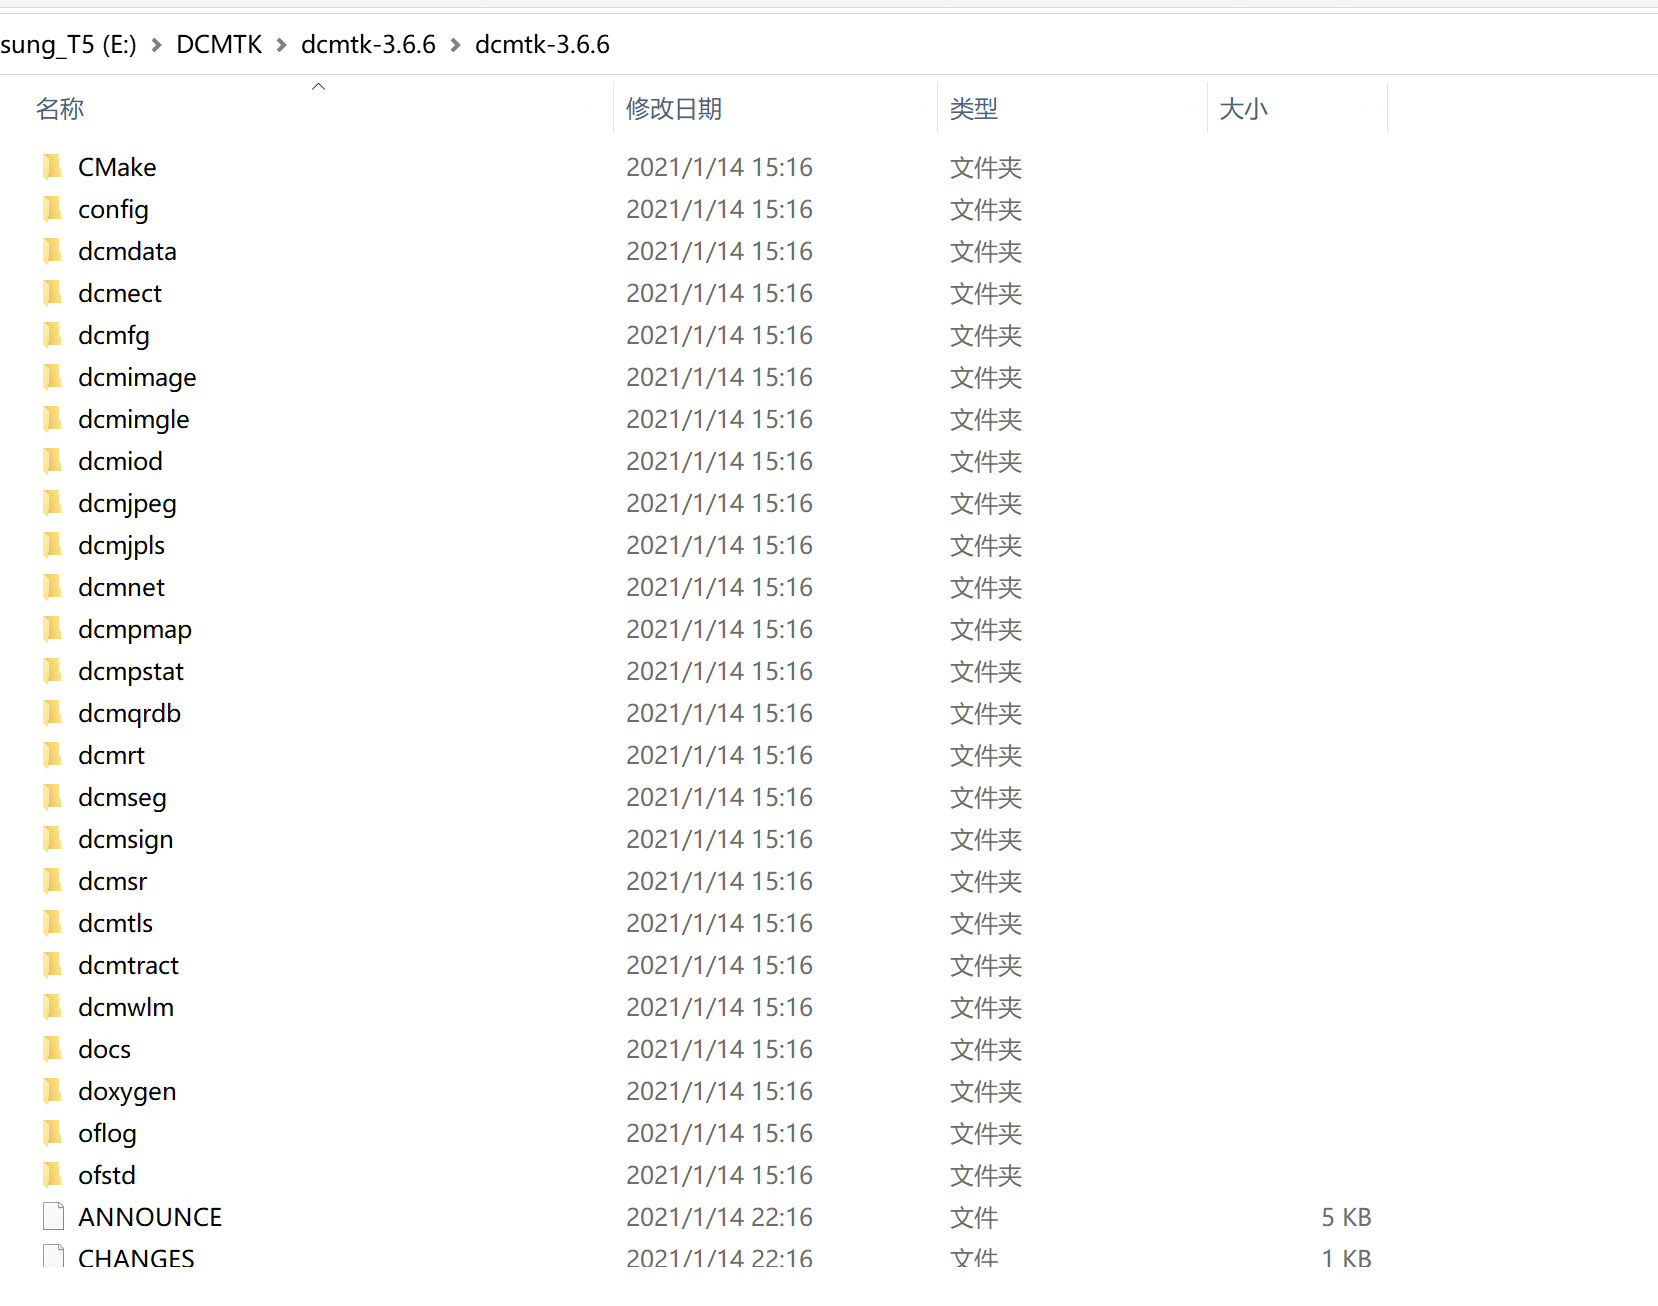 sung_T5 (E:) > DCMTK > dcmtk-3.6.6 > dcmtk-3.6.6
名称 修改日期 类型 大小
CMake 2021/1/14 15:16 文件夹
config 2021/1/14 15:16 文件夹
dcmdata 2021/1/14 15:16 文件夹
dcmect 2021/1/14 15:16 文件夹
dcmfg 2021/1/14 15:16 文件夹
dcmimage 2021/1/14 15:16 文件夹
dcmimgle 2021/1/14 15:16 文件夹
dcmiod 2021/1/14 15:16 文件夹
dcmjpeg 2021/1/14 15:16 文件夹
dcmjpls 2021/1/14 15:16 文件夹
dcmnet 2021/1/14 15:16 文件夹
dcmpmap 2021/1/14 15:16 文件夹
dcmpstat 2021/1/14 15:16 文件夹
dcmqrdb 2021/1/14 15:16 文件夹
dcmrt 2021/1/14 15:16 文件夹
dcmseg 2021/1/14 15:16 文件夹
dcmsign 2021/1/14 15:16 文件夹
dcmsr 2021/1/14 15:16 文件夹
dcmtls 2021/1/14 15:16 文件夹
dcmtract 2021/1/14 15:16 文件夹
dcmwlm 2021/1/14 15:16 文件夹
docs 2021/1/14 15:16 文件夹
doxygen 2021/1/14 15:16 文件夹
oflog 2021/1/14 15:16 文件夹
ofstd 2021/1/14 15:16 文件夹
ANNOUNCE 2021/1/14 22:16 文件 5 KB
CHANGES 2021/1/14 22:16 文件 1 KB